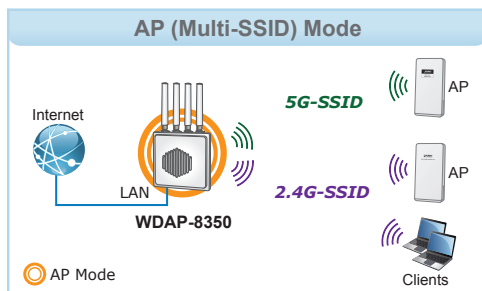 AP (Multi-SSID) Mode
5G-SSID
AP
Internet
LAN
WDAP-8350
2.4G-SSID
AP
AP Mode
Clients